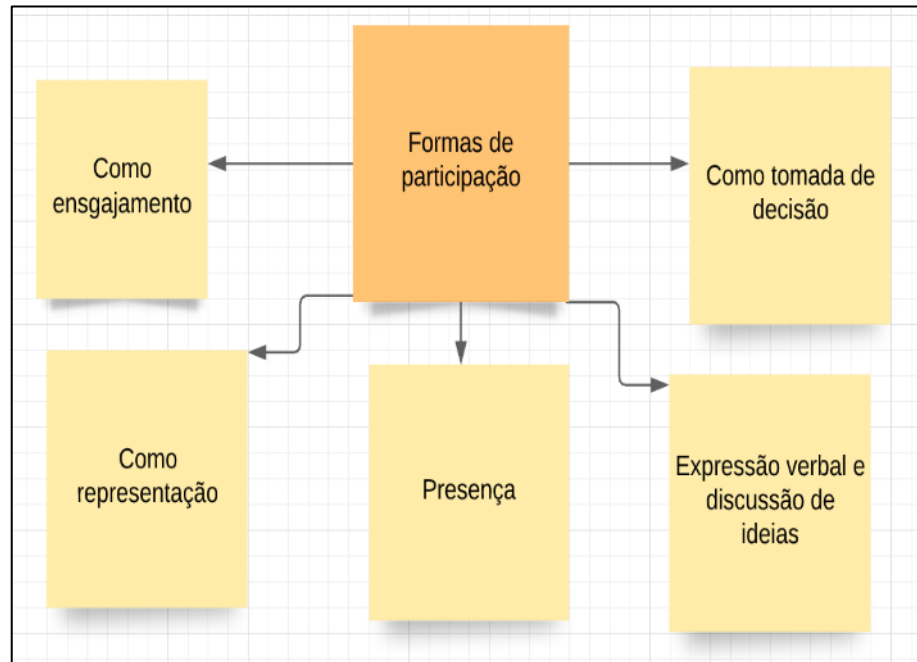 Formas de
participação
Como
ensgajamento
Como tomada de
decisão
Como
representação
Presença
Expressão verbal e
discussão de
ideias